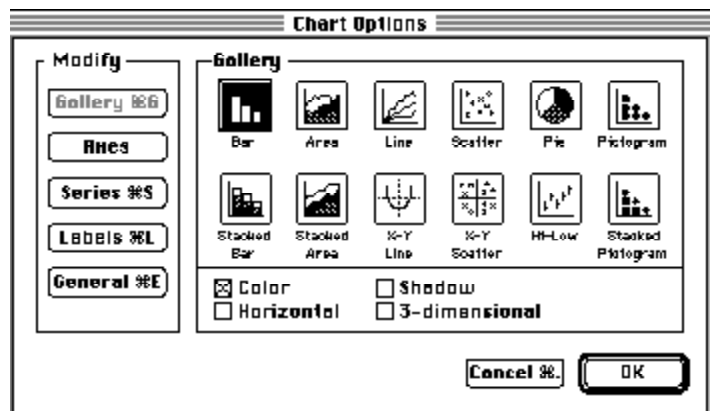 Chart Options
Modify
Gallery ⌘G
Axes
Series ⌘S
Labels ⌘L
General ⌘E
Gallery
Bar
Area
Line
Scatter
Pie
Pictogram
Stacked
Bar
Stacked
Area
X-Y
Line
X-Y
Scatter
Hi-Low
Stacked
Pictogram
Color
Shadow
Horizontal
3-dimensional
Cancel ⌘.
OK